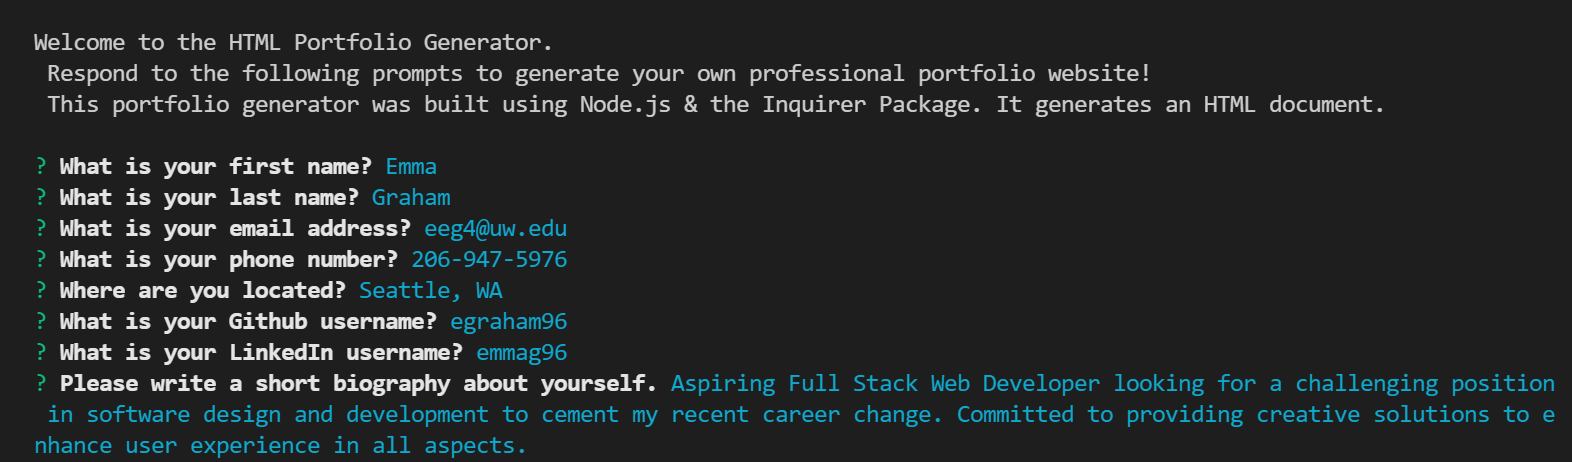 Welcome to the HTML Portfolio Generator.
Respond to the following prompts to generate your own professional portfolio website!
This portfolio generator was built using Node.js & the Inquirer Package. It generates an HTML document.
? What is your first name? Emma
? What is your last name? Graham
? What is your email address? eeg4@uw.edu
? What is your phone number? 206-947-5976
? Where are you located? Seattle, WA
? What is your Github username? egraham96
? What is your LinkedIn username? emmag96
? Please write a short biography about yourself. Aspiring Full Stack Web Developer looking for a challenging position
in software design and development to cement my recent career change. Committed to providing creative solutions to e
nhance user experience in all aspects.